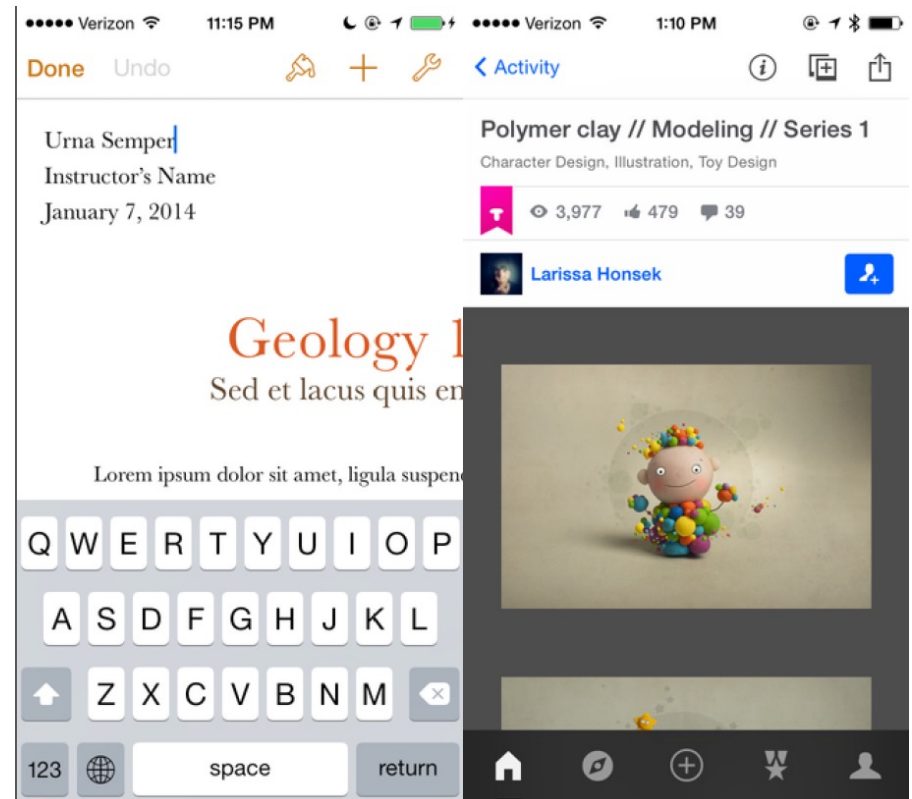 Verizon 11:15 PM
Done Undo
Urna Semper
Instructor's Name
January 7, 2014
Geology 1
Sed et lacus quis en
Lorem ipsum dolor sit amet, ligula suspen
Q W E R T Y U I O P
A S D F G H J K L
Z X C V B N M
123 space return
Verizon 1:10 PM
Activity
Polymer clay // Modeling // Series 1
Character Design, Illustration, Toy Design
3,977 479 39
Larissa Honsek